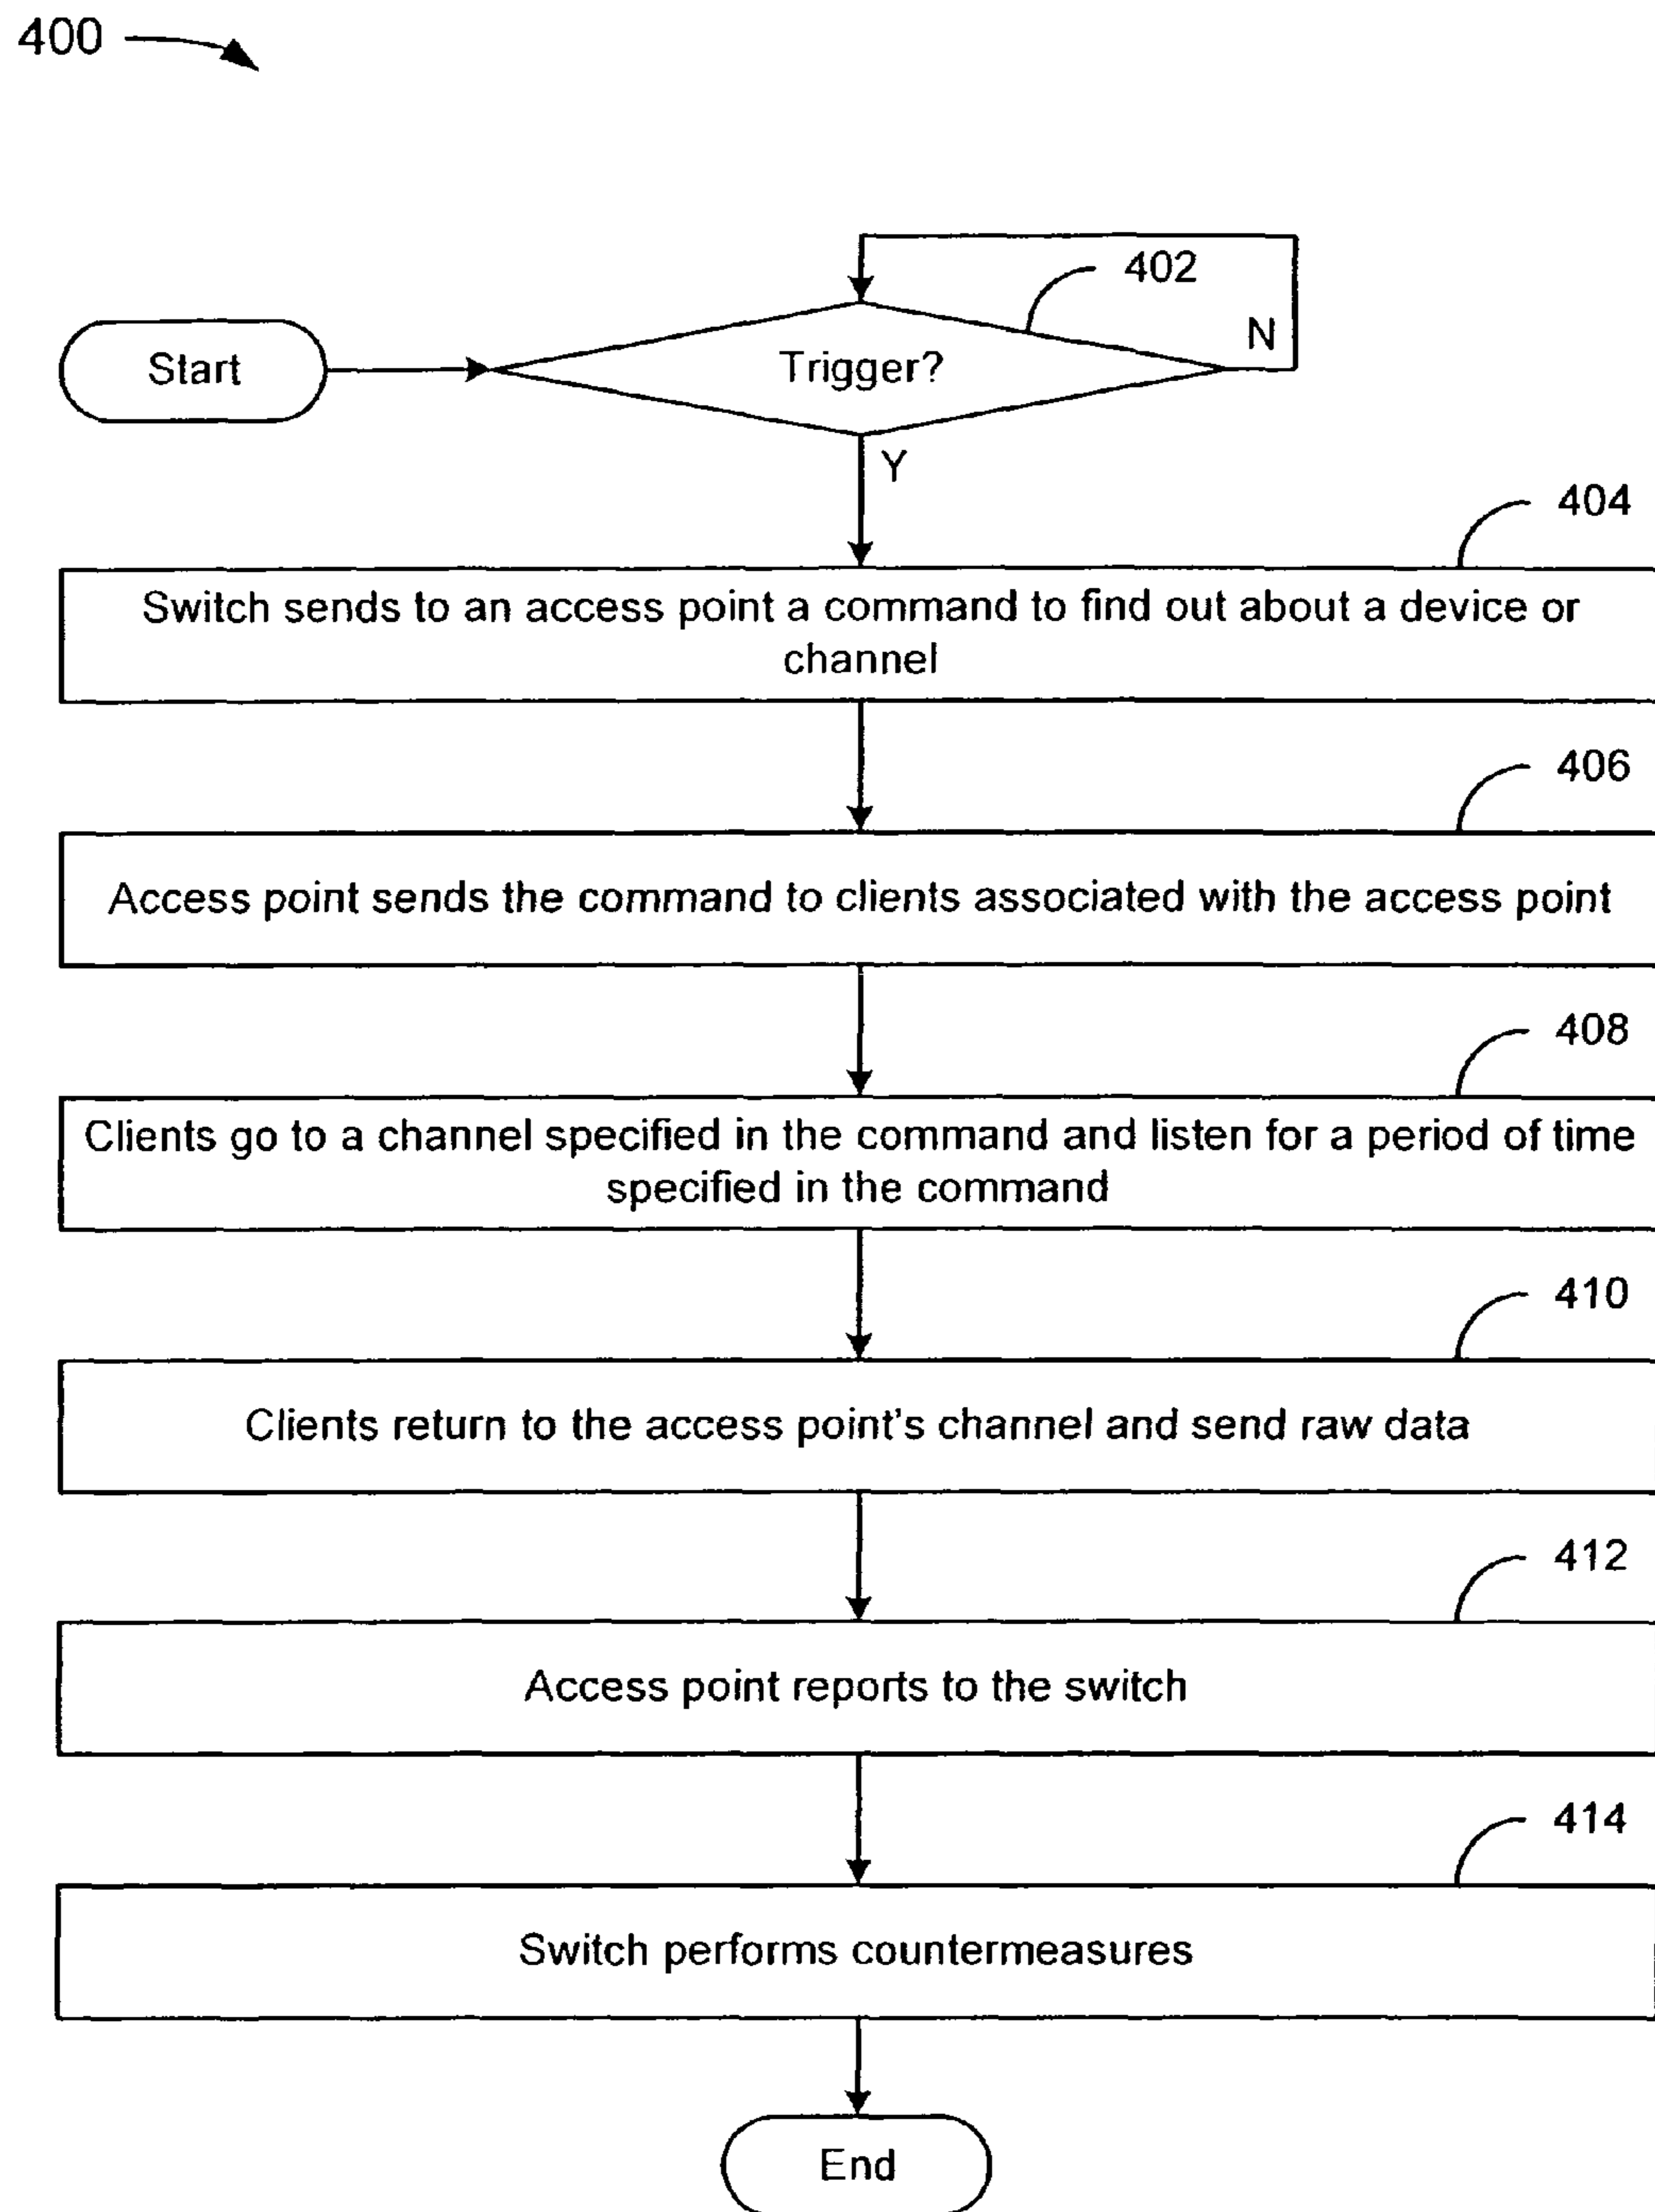 400
402
N
Start
Trigger?
Y
404
Switch sends to an access point a command to find out about a device or
channel
406
Access point sends the command to clients associated with the access point
408
Clients go to a channel specified in the command and listen for a period of time
specified in the command
410
Clients return to the access point's channel and send raw data
412
Access point reports to the switch
414
Switch performs countermeasures
End